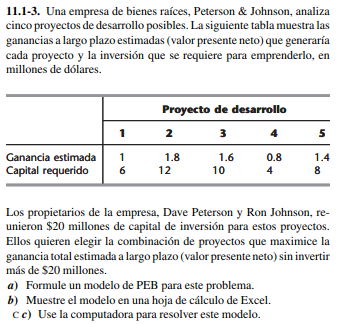 11.1-3. Una empresa de bienes raíces, Peterson & Johnson, analiza
cinco proyectos de desarrollo posibles. La siguiente tabla muestra las
ganancias a largo plazo estimadas (valor presente neto) que generaría
cada proyecto y la inversión que se requiere para emprenderlo, en
millones de dólares.
Proyecto de desarrollo
1 2 3 4 5
Ganancia estimada 1 1.8 1.6 0.8 1.4
Capital requerido 6 12 10 4 8
Los propietarios de la empresa, Dave Peterson y Ron Johnson, re-
unieron $20 millones de capital de inversión para estos proyectos.
Ellos quieren elegir la combinación de proyectos que maximice la
ganancia total estimada a largo plazo (valor presente neto) sin invertir
más de $20 millones.
a) Formule un modelo de PEB para este problema.
b) Muestre el modelo en una hoja de cálculo de Excel.
C c) Use la computadora para resolver este modelo.